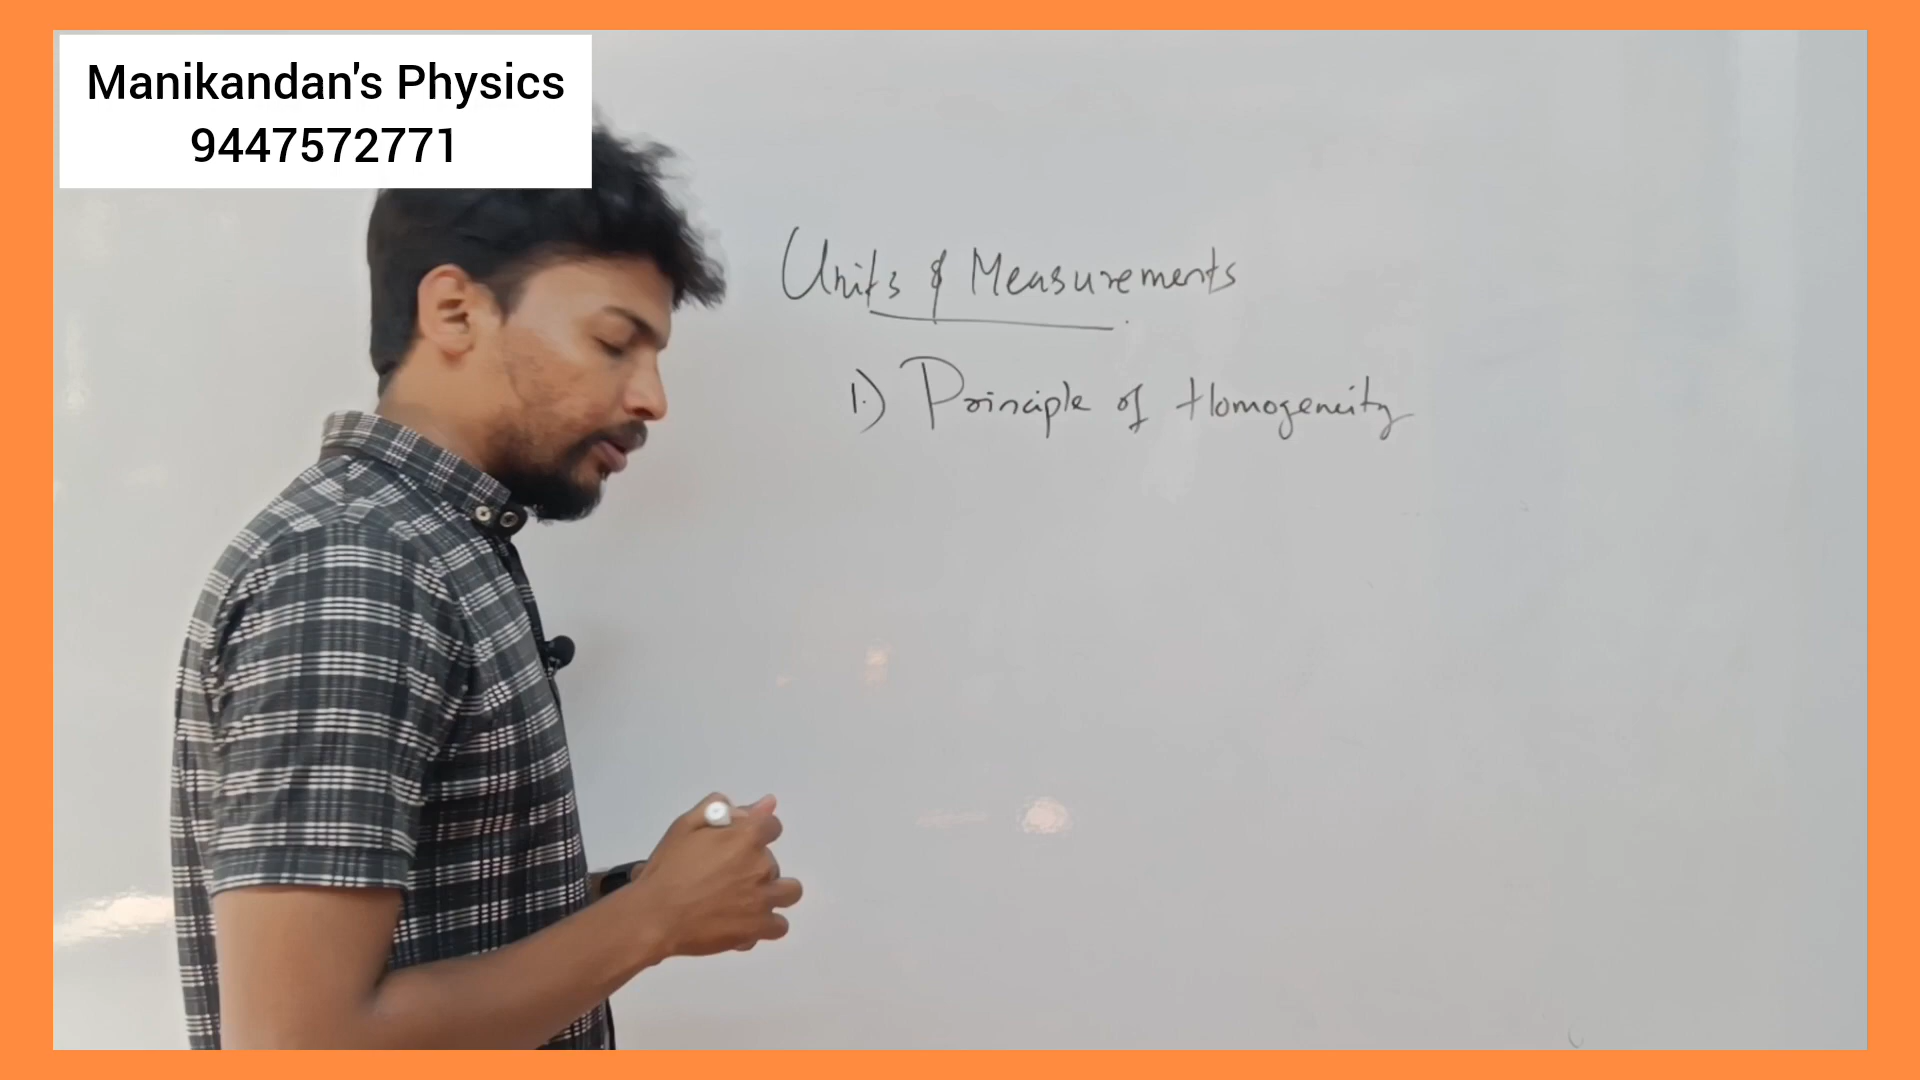 Manikandan's Physics
9447572771
Units & Measurements
1.) Principle of Homogeneity